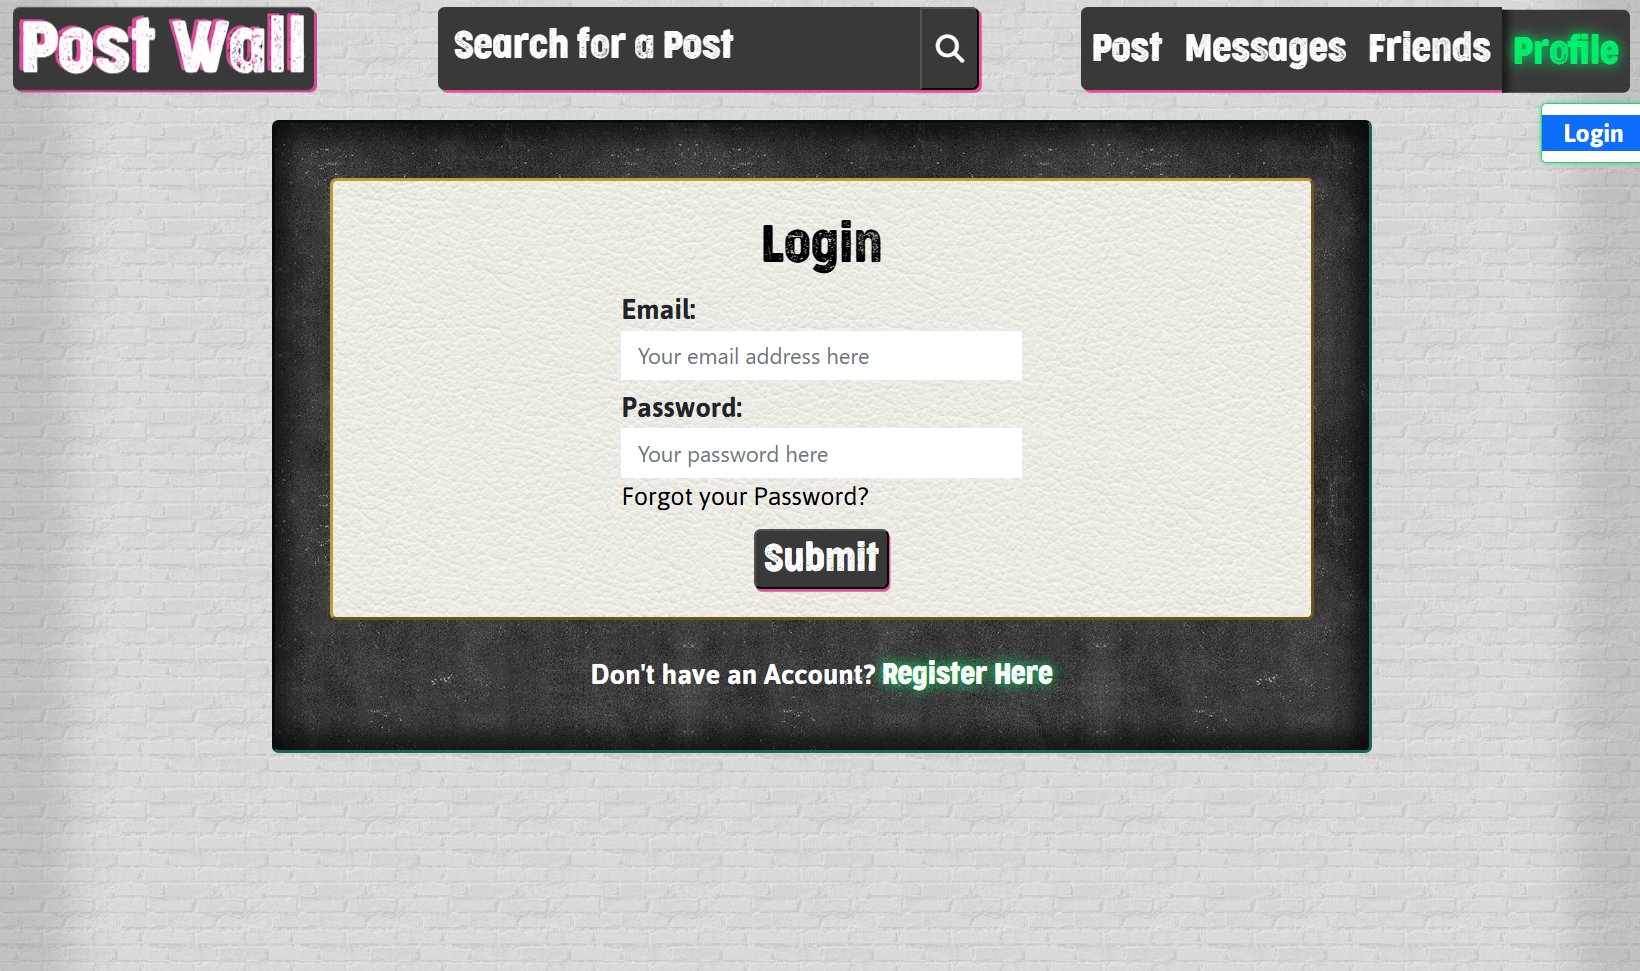 Post Wall
Search for a Post
Post Messages Friends Profile
Login
Login
Email:
Your email address here
Password:
Your password here
Forgot your Password?
Submit
Don't have an Account? Register Here